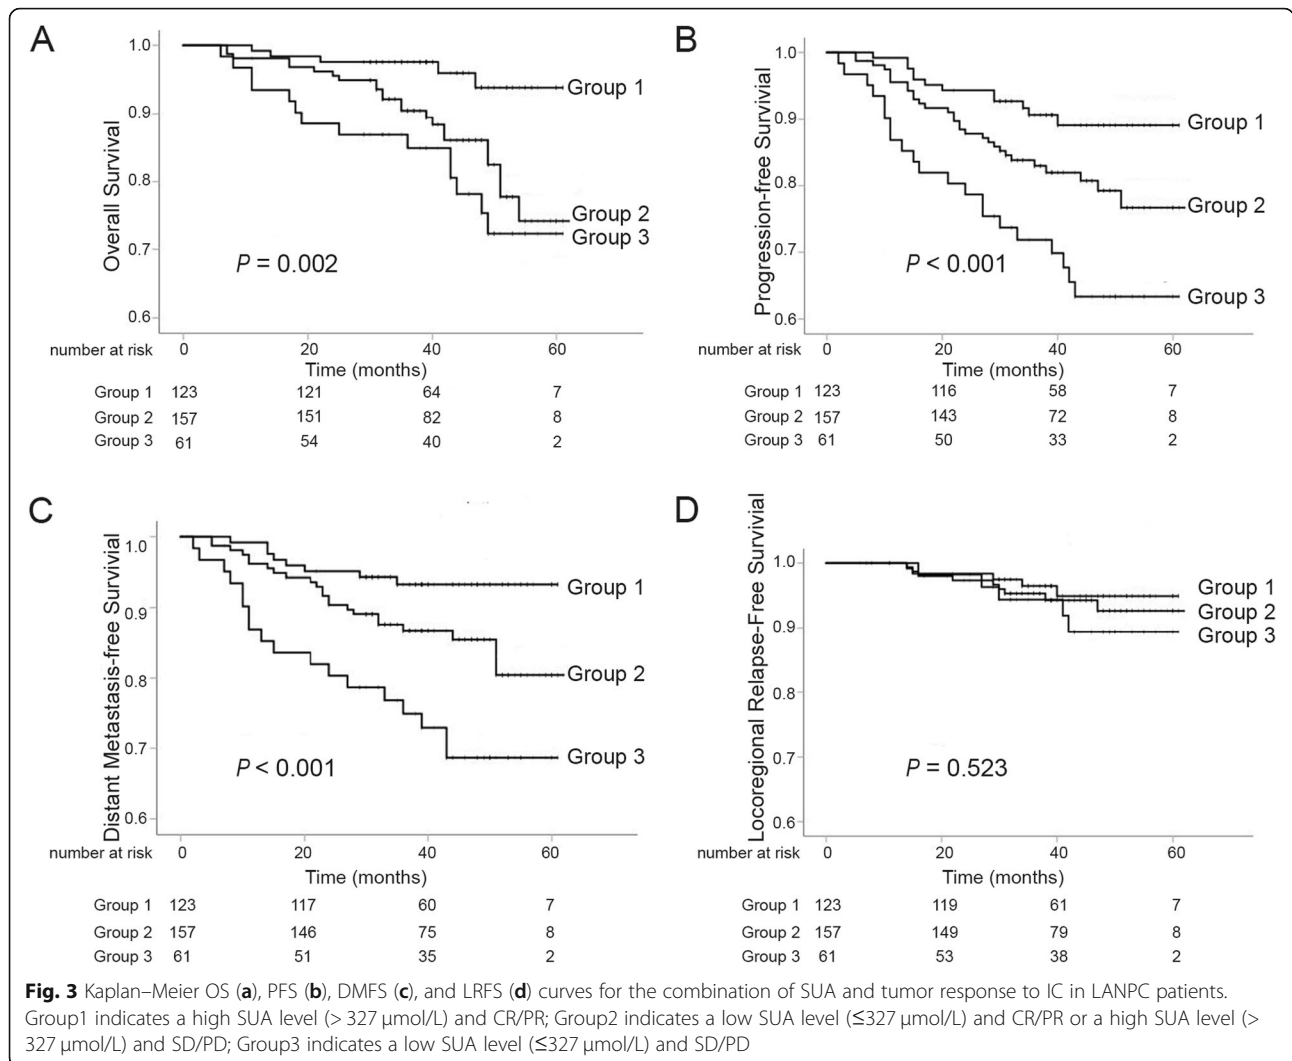 A
Overall Survival
1.0
0.9
0.8
0.7
0.6
Group 1
Group 2
Group 3
P = 0.002
number at risk 0 20 40 60
Time (months)
Group 1 123 121 64 7
Group 2 157 151 82 8
Group 3 61 54 40 2
B
Progression-free Survivial
1.0
0.9
0.8
0.7
0.6
Group 1
Group 2
Group 3
P < 0.001
number at risk 0 20 40 60
Time (months)
Group 1 123 116 58 7
Group 2 157 143 72 8
Group 3 61 50 33 2
C
Distant Metastasis-free Survivial
1.0
0.9
0.8
0.7
0.6
Group 1
Group 2
Group 3
P < 0.001
number at risk 0 20 40 60
Time (months)
Group 1 123 117 60 7
Group 2 157 146 75 8
Group 3 61 51 35 2
D
Locoregional Relapse-Free Survivial
1.0
0.9
0.8
0.7
0.6
Group 1
Group 2
Group 3
P = 0.523
number at risk 0 20 40 60
Time (months)
Group 1 123 119 61 7
Group 2 157 149 79 8
Group 3 61 53 38 2
Fig. 3 Kaplan–Meier OS (a), PFS (b), DMFS (c), and LRFS (d) curves for the combination of SUA and tumor response to IC in LANPC patients.
Group1 indicates a high SUA level (> 327 μmol/L) and CR/PR; Group2 indicates a low SUA level (≤327 μmol/L) and CR/PR or a high SUA level (>
327 μmol/L) and SD/PD; Group3 indicates a low SUA level (≤327 μmol/L) and SD/PD